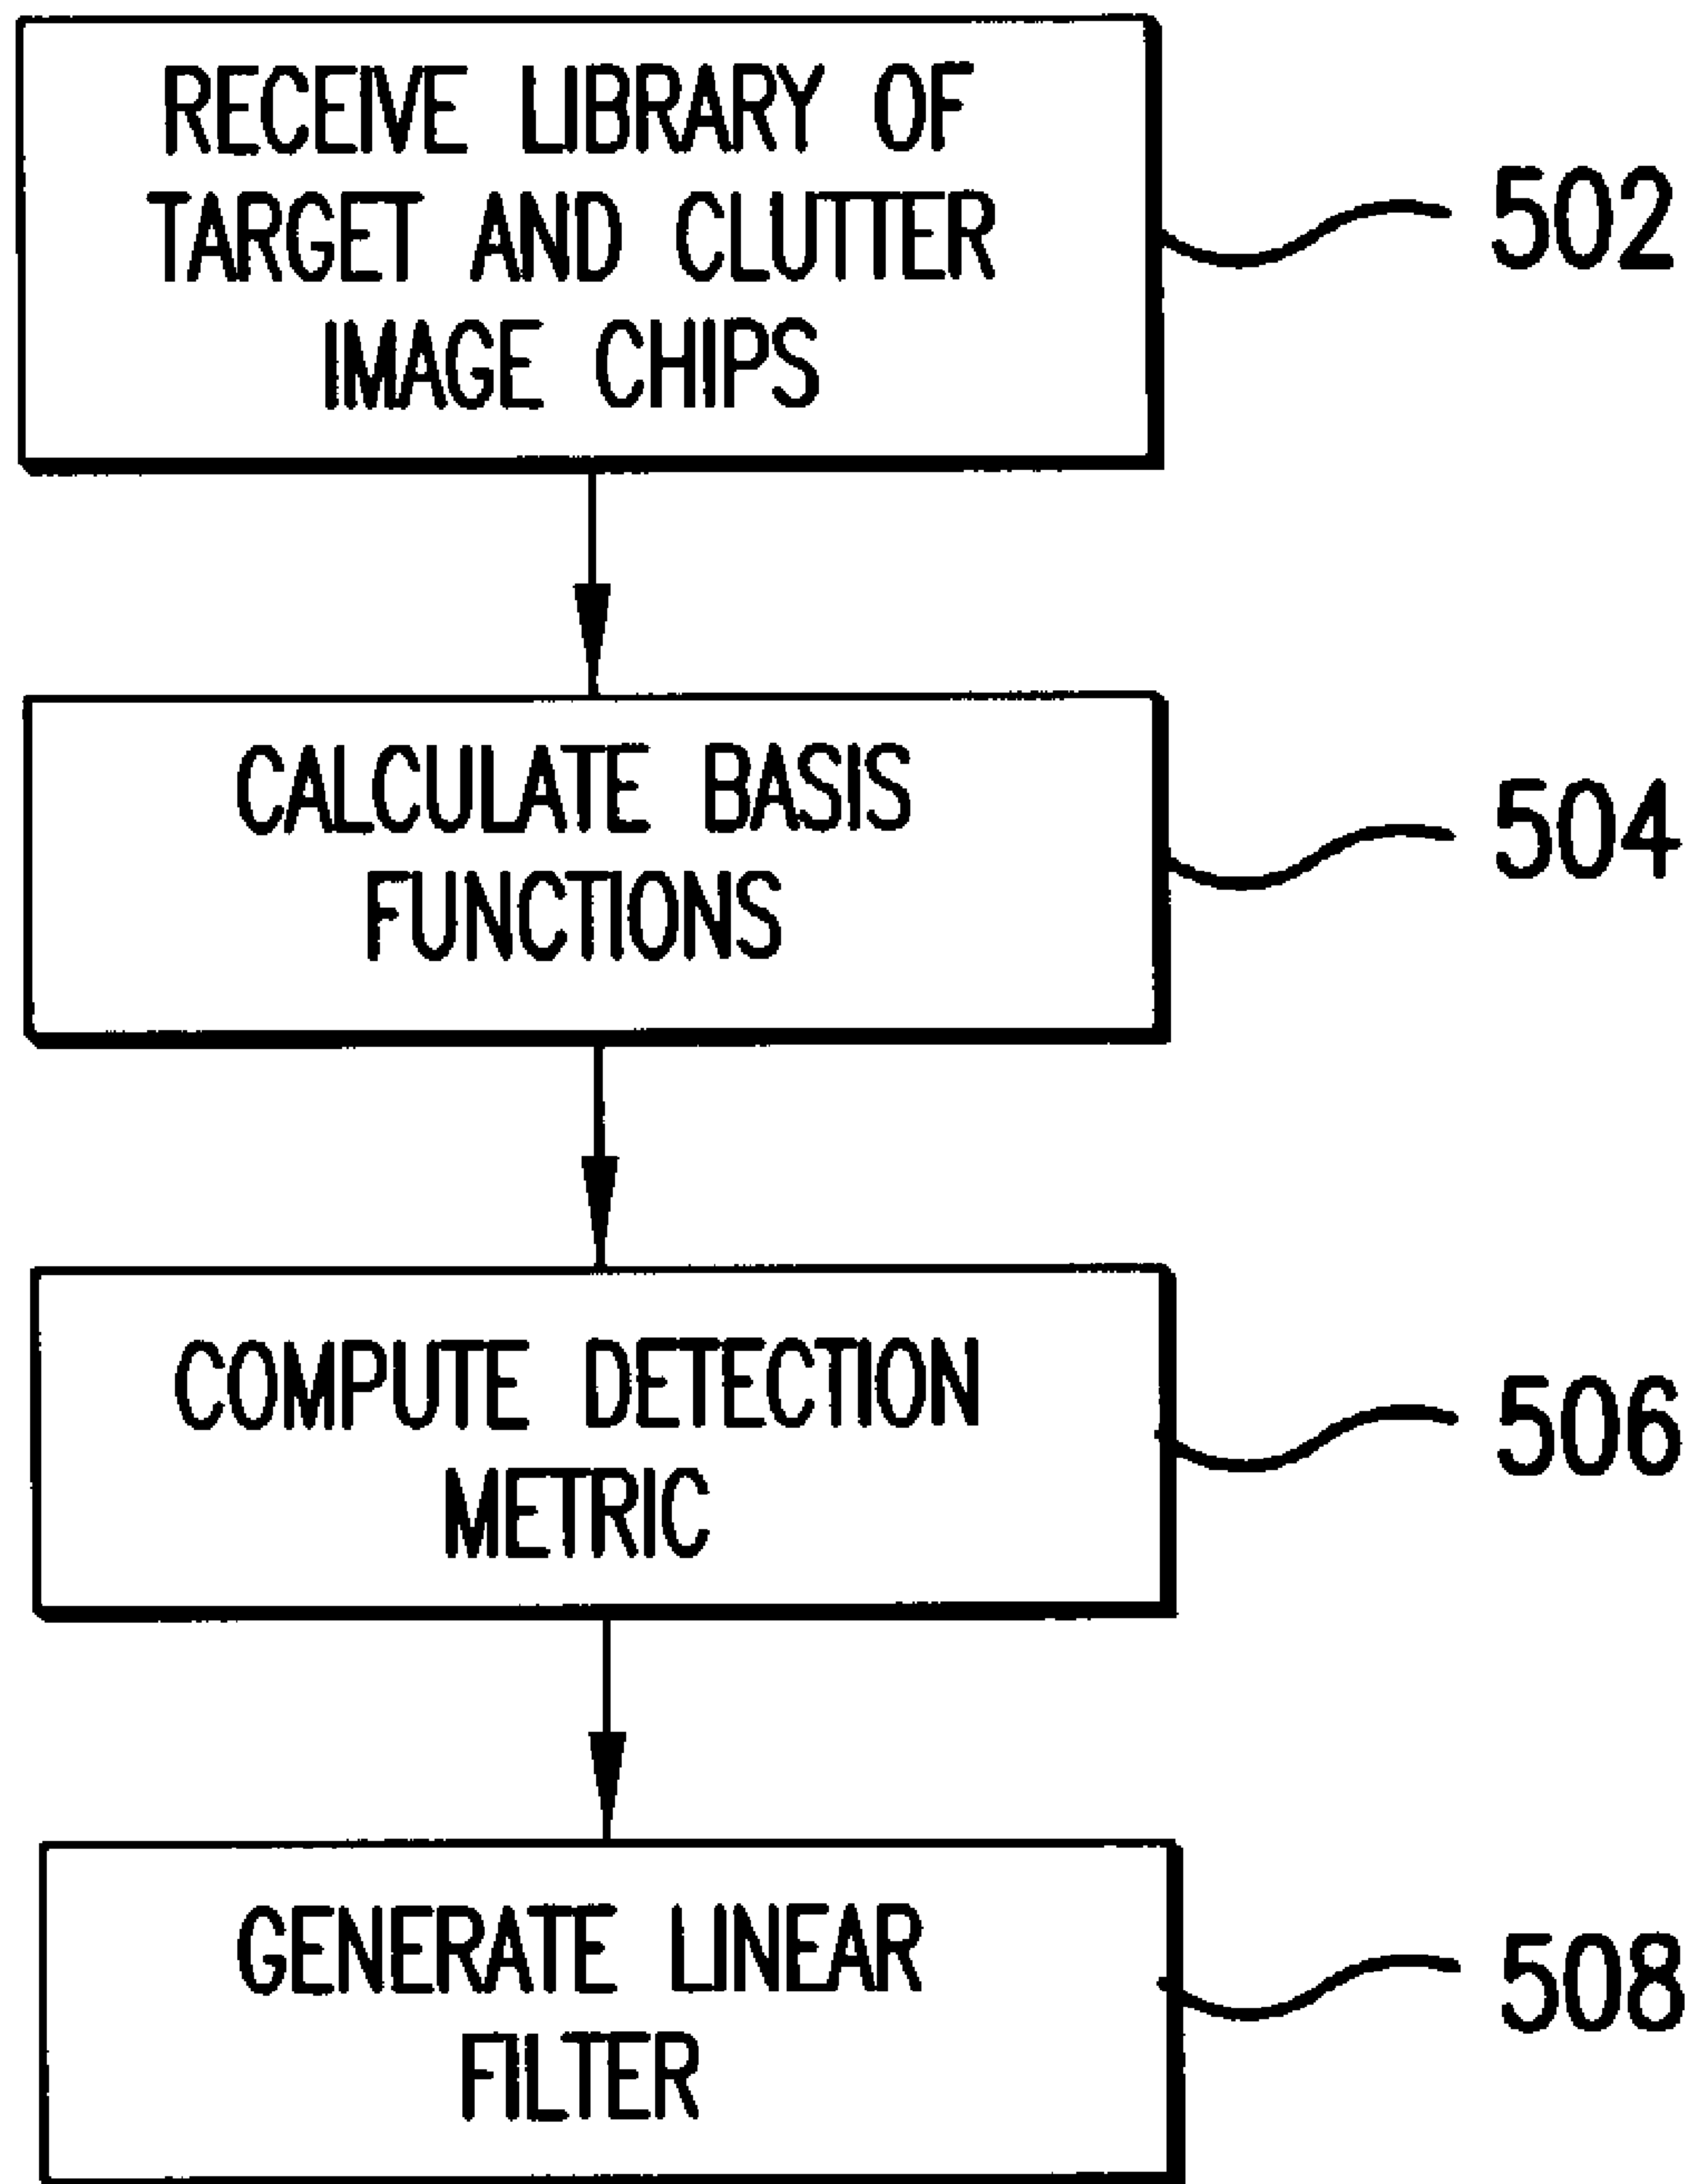 RECEIVE LIBRARY OF
TARGET AND CLUTTER
IMAGE CHIPS
502
CALCULATE BASIS
FUNCTIONS
504
COMPUTE DETECTION
METRIC
506
GENERATE LINEAR
FILTER
508